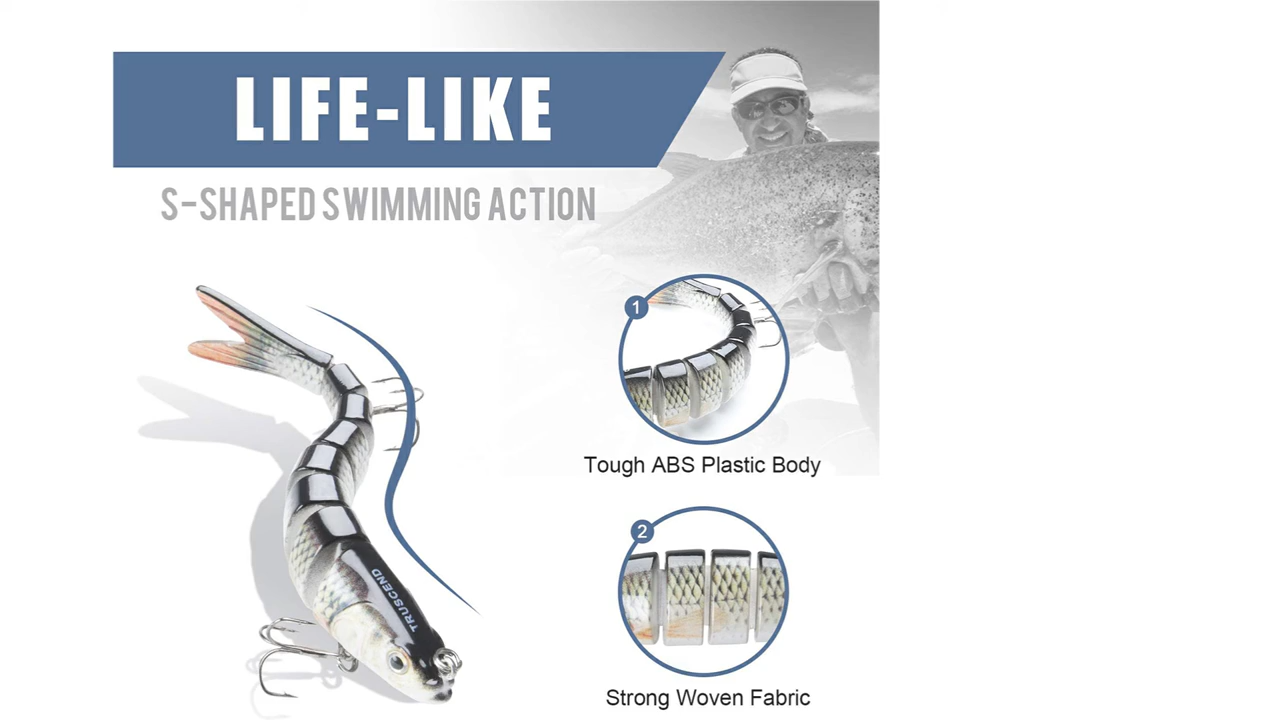 LIFE-LIKE
S-SHAPED SWIMMING ACTION
1
Tough ABS Plastic Body
2
Strong Woven Fabric
TRUSCEND